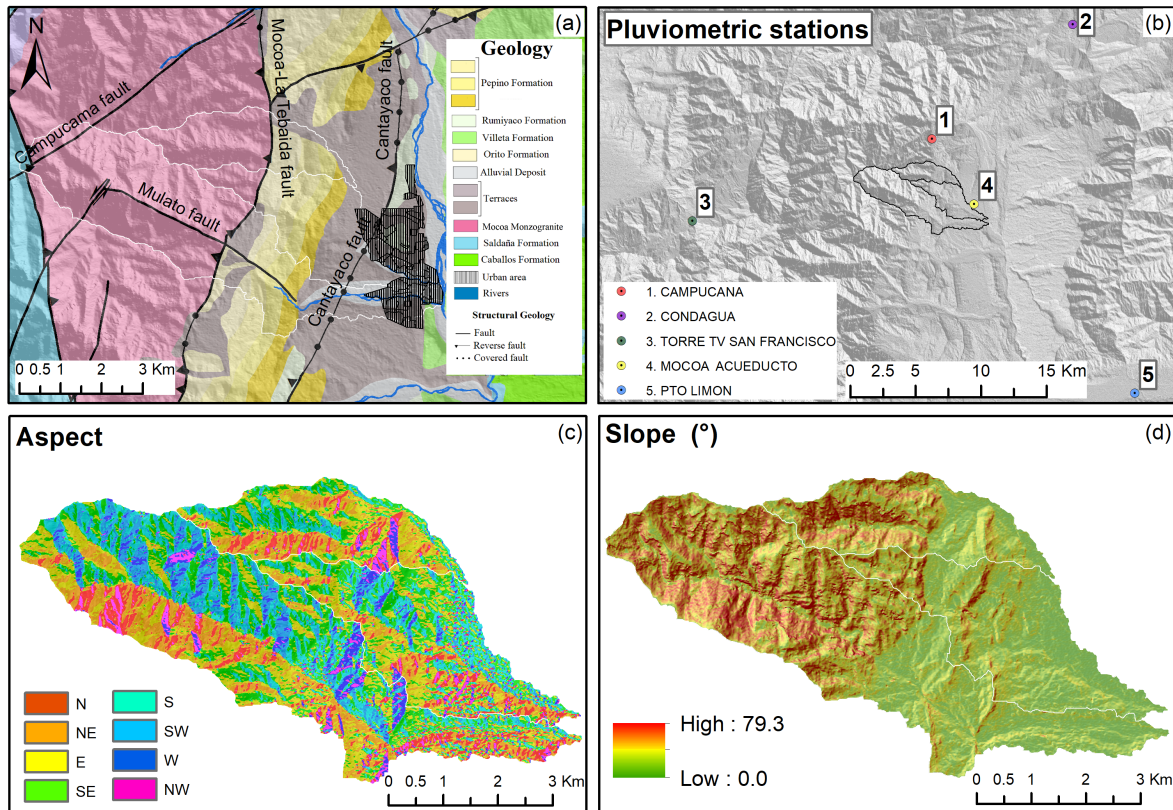 (a)
N
Campucama fault
Mocoa-La Tebaida fault
Mulato fault
Cantayaco fault
Cantayaco fault
Geology
Pepino Formation
Rumiyaco Formation
Villeta Formation
Orito Formation
Alluvial Deposit
Terraces
Mocoa Monzogranite
Saldaña Formation
Caballos Formation
Urban area
Rivers
Structural Geology
Fault
Reverse fault
Covered fault
0 0.5 1 2 3 Km
Pluviometric stations
(b)
1
2
3
4
5
1. CAMPUCANA
2. CONDAGUA
3. TORRE TV SAN FRANCISCO
4. MOCOA ACUEDUCTO
5. PTO LIMON
0 2.5 5 10 15 Km
Aspect
(c)
N
NE
E
SE
S
SW
W
NW
0 0.5 1 2 3 Km
Slope (°)
(d)
High : 79.3
Low : 0.0
0 0.5 1 2 3 Km